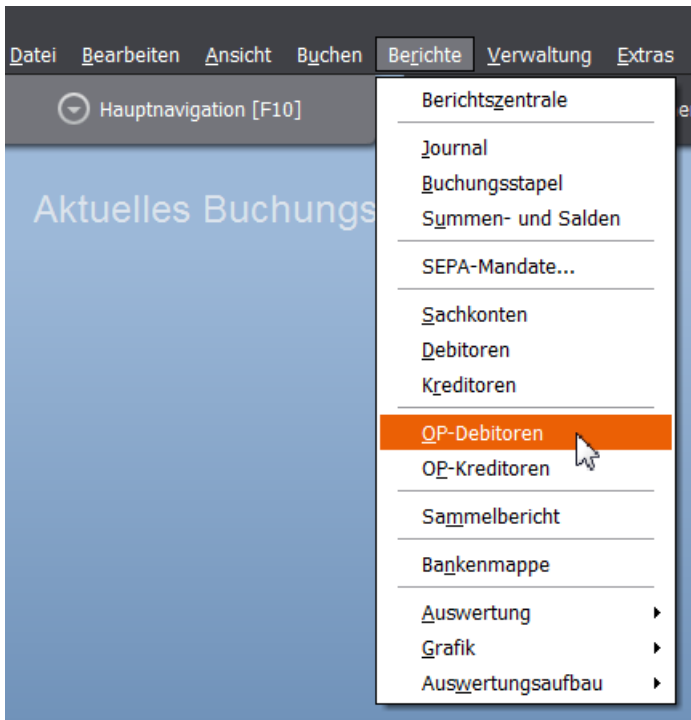 Datei Bearbeiten Ansicht Buchen Berichte Verwaltung Extras
Hauptnavigation [F10]
Aktuelles Buchungs
Berichtszentrale
Journal
Buchungsstapel
Summen- und Salden
SEPA-Mandate...
Sachkonten
Debitoren
Kreditoren
OP-Debitoren
OP-Kreditoren
Sammelbericht
Bankenmappe
Auswertung
Grafik
Auswertungsaufbau